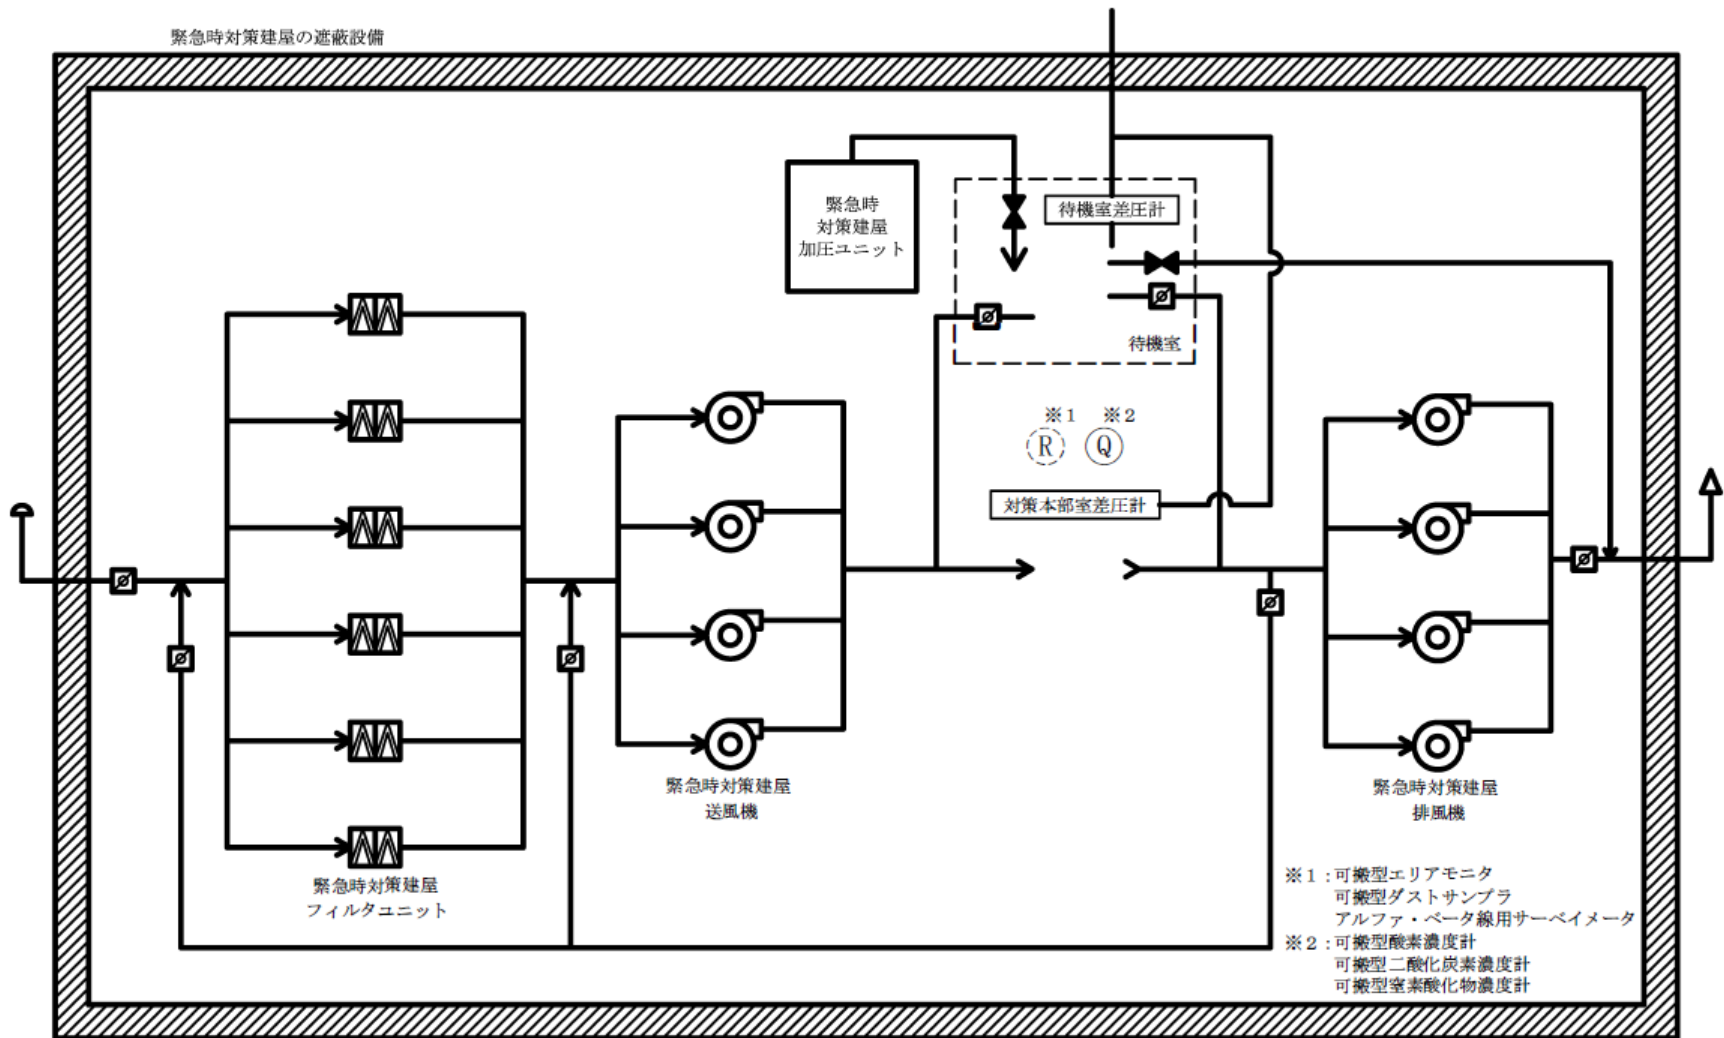 緊急時対策建屋の遮蔽設備
緊急時
対策建屋
加圧ユニット
待機室差圧計
待機室
※1 ※2
R Q
対策本部室差圧計
緊急時対策建屋
送風機
緊急時対策建屋
排風機
緊急時対策建屋
フィルタユニット
※1:可搬型エリアモニタ
可搬型ダストサンプラ
アルファ・ベータ線用サーベイメータ
※2:可搬型酸素濃度計
可搬型二酸化炭素濃度計
可搬型窒素酸化物濃度計